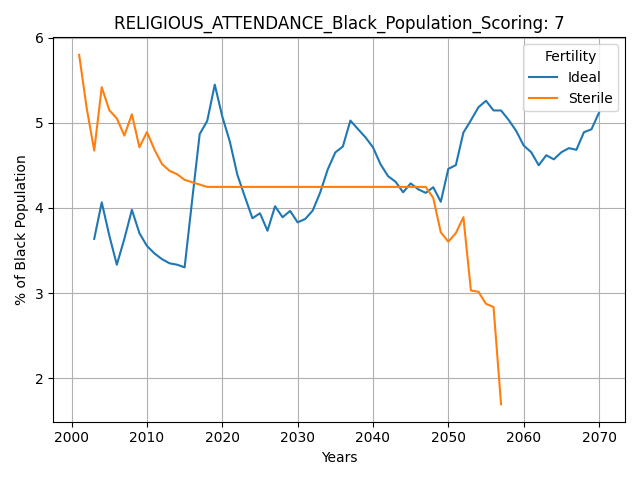 RELIGIOUS_ATTENDANCE_Black_Population_Scoring: 7
Fertility
Ideal
Sterile
% of Black Population
6
5
4
3
2
2000 2010 2020 2030 2040 2050 2060 2070
Years